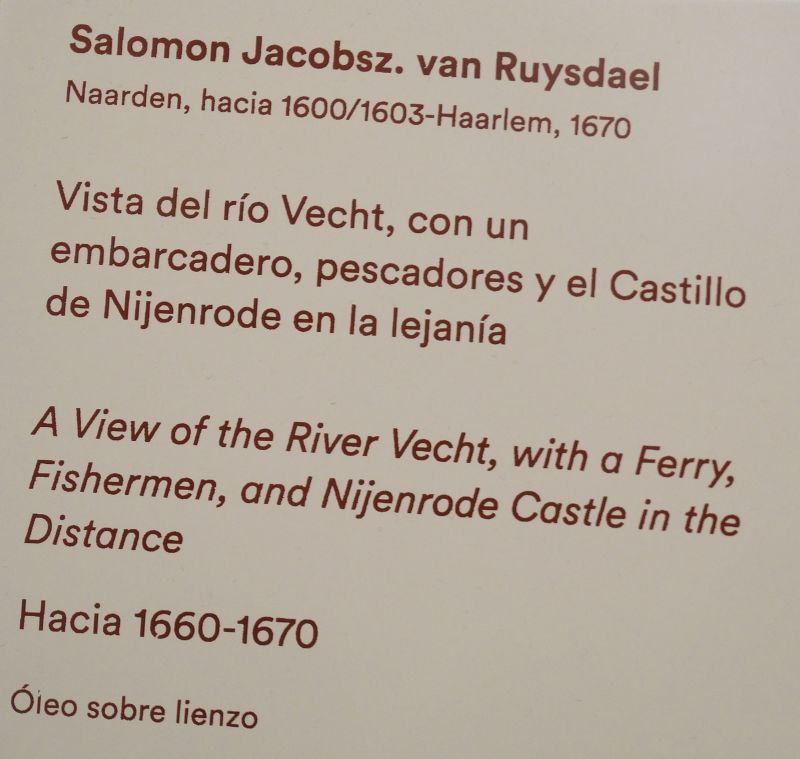 Salomon Jacobsz. van Ruysdael
Naarden, hacia 1600/1603-Haarlem, 1670
Vista del río Vecht, con un
embarcadero, pescadores y el Castillo
de Nijenrode en la lejanía
A View of the River Vecht, with a Ferry,
Fishermen, and Nijenrode Castle in the
Distance
Hacia 1660-1670
Óleo sobre lienzo